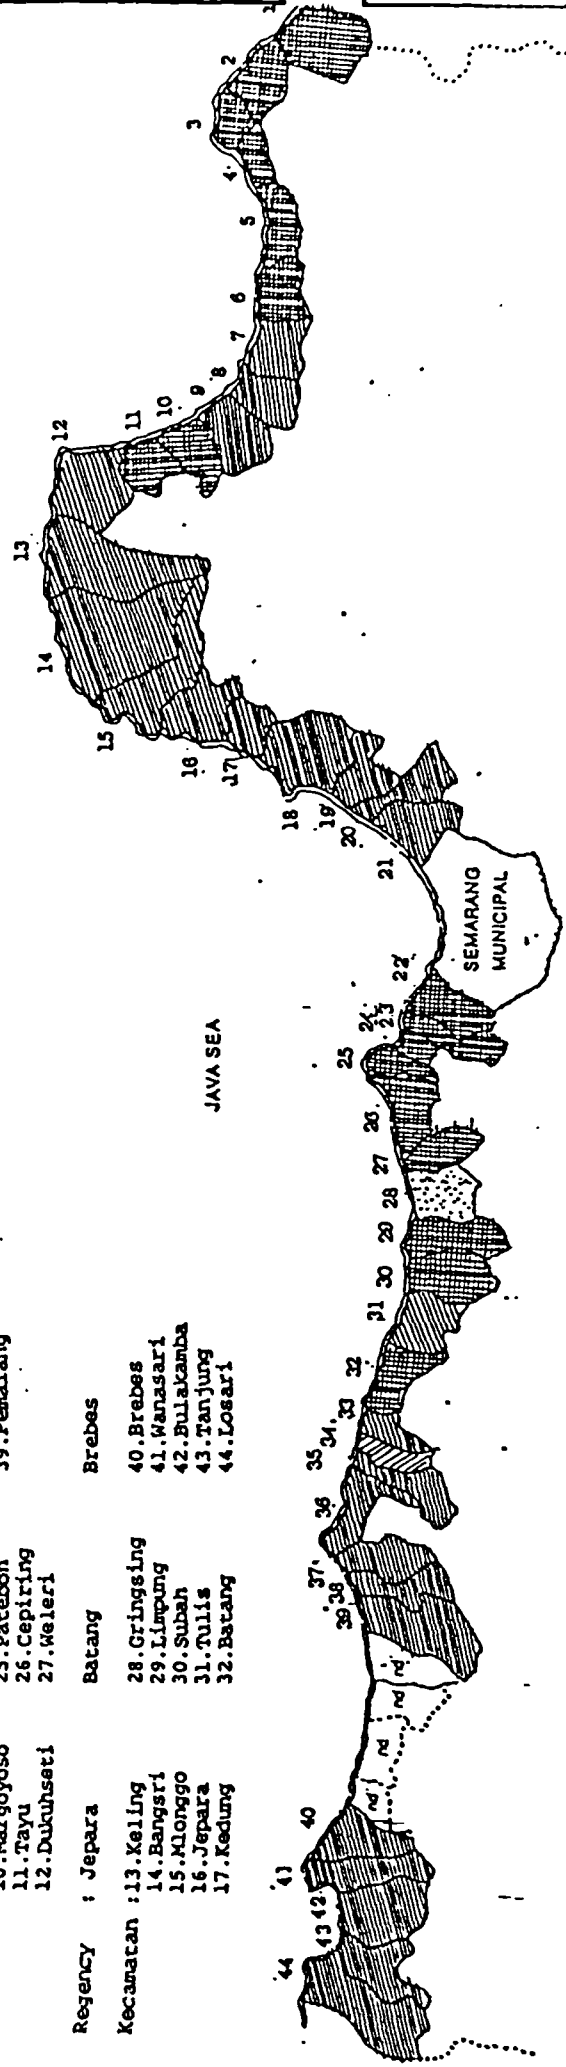 10.Margoyoso 25.Patebon 39.Pemalang
11.Tayu 26.Cepiring
12.Dukuhseti 27.Weleri
Regency : Jepara Batang Brebes
Kecamatan :13.Keling 28.Gringsing 40.Brebes
14.Bangsri 29.Limpung 41.Wanasari
15.Mlonggo 30.Subah 42.Bulakamba
16.Jepara 31.Tulis 43.Tanjung
17.Kedung 32.Batang 44.Losari
JAVA SEA
44
43
42
41
40
nd
nd
nd
nd
39
38
37
36
35
34
33
32
31
30
29
28
27
26
25
24
23
22
SEMARANG
MUNICIPAL
21
20
19
18
17
16
15
14
13
12
11
10
9
8
7
6
5
4
3
2